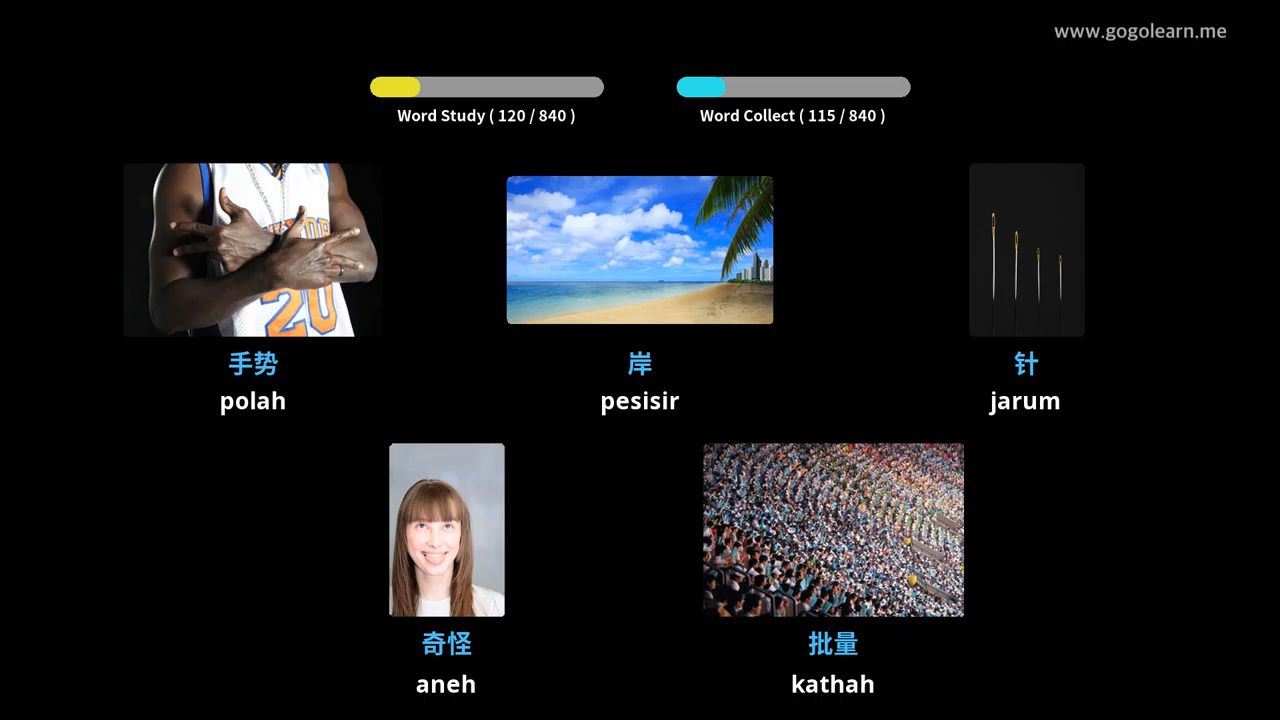 www.gogolearn.me
Word Study ( 120 / 840 )
Word Collect ( 115 / 840 )
20
手势
polah
岸
pesisir
针
jarum
奇怪
aneh
批量
kathah